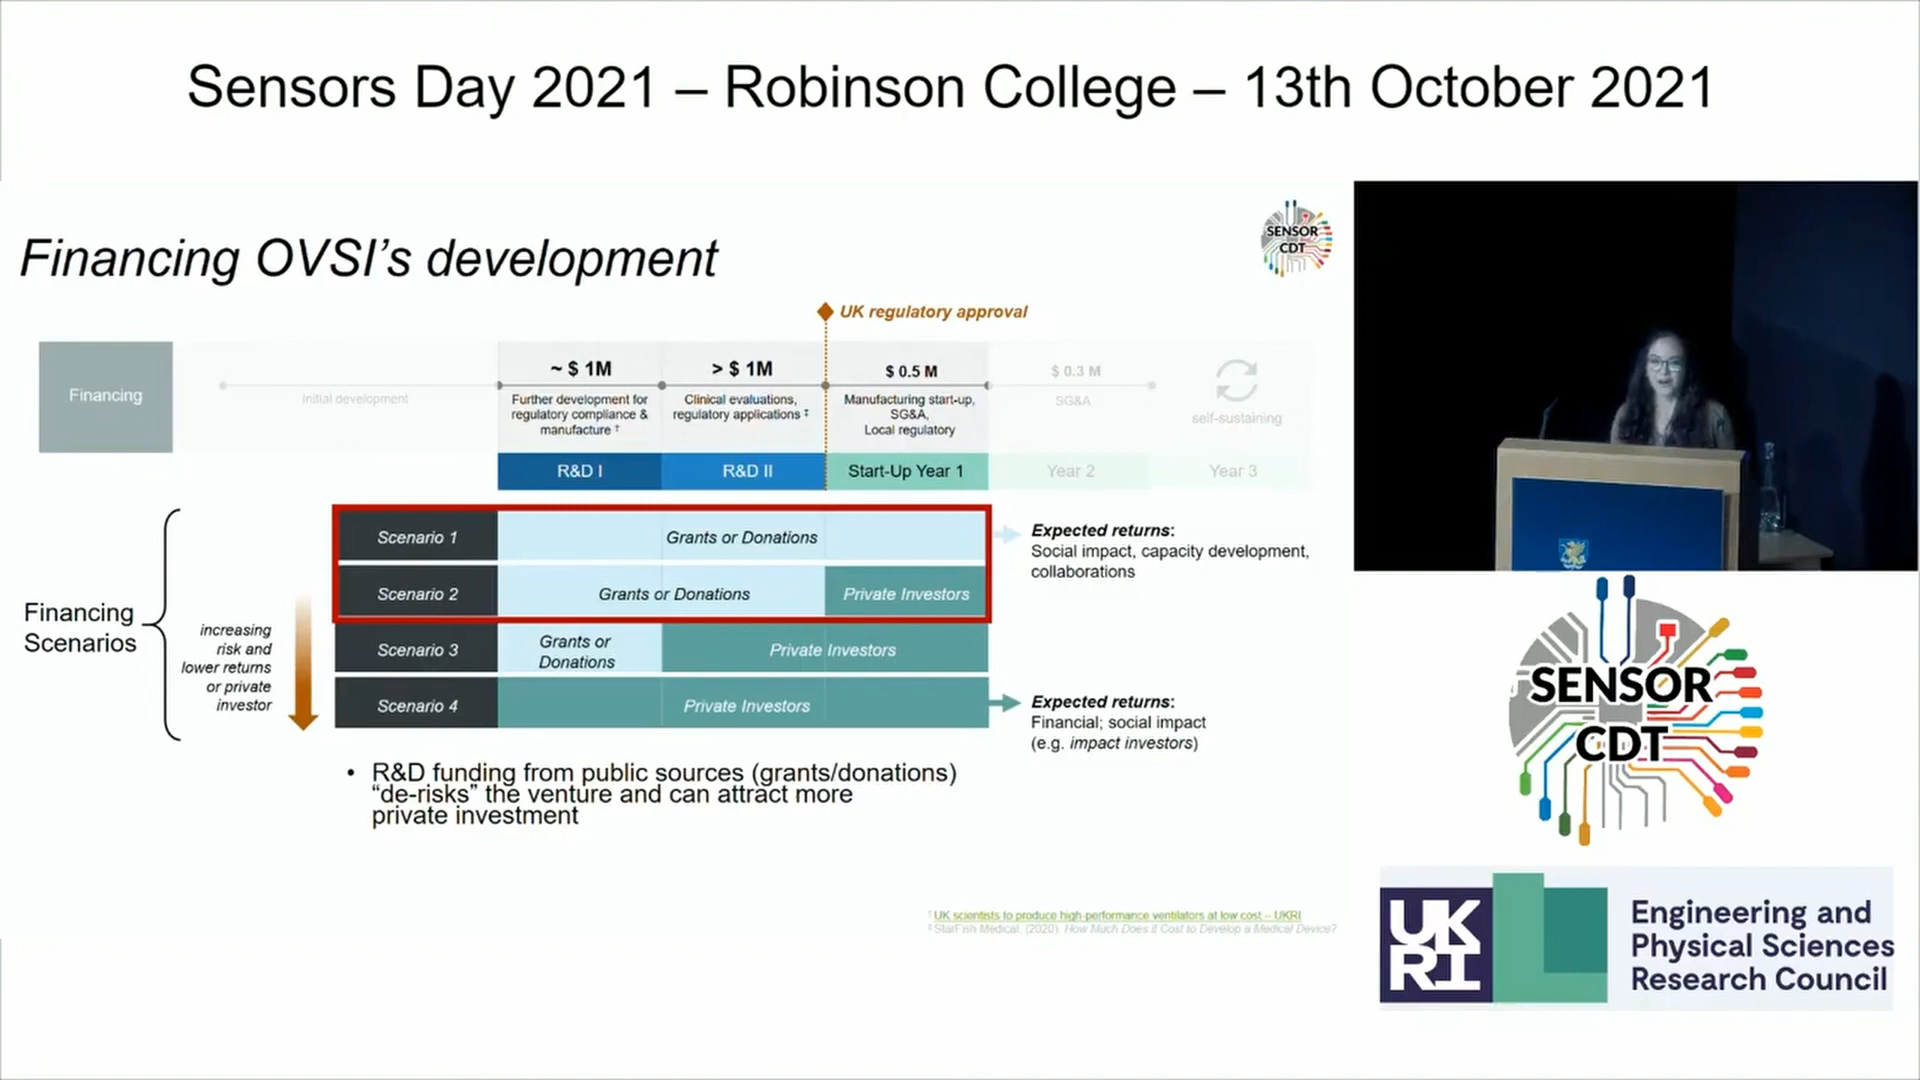 Sensors Day 2021 – Robinson College – 13th October 2021
Financing OVSI's development
SENSOR
CDT
UK regulatory approval
Financing
Initial development
~ $ 1M
Further development for
regulatory compliance &
manufacture †
> $ 1M
Clinical evaluations,
regulatory applications ‡
$ 0.5 M
Manufacturing start-up,
SG&A,
Local regulatory
$ 0.3 M
SG&A
self-sustaining
R&D I
R&D II
Start-Up Year 1
Year 2
Year 3
Financing
Scenarios
increasing
risk and
lower returns
or private
investor
Scenario 1
Grants or Donations
Scenario 2
Grants or Donations
Private Investors
Scenario 3
Grants or
Donations
Private Investors
Scenario 4
Private Investors
Expected returns:
Social impact, capacity development,
collaborations
Expected returns:
Financial; social impact
(e.g. impact investors)
• R&D funding from public sources (grants/donations)
“de-risks” the venture and can attract more
private investment
† UK scientists to produce high-performance ventilators at low cost – UKRI
‡ StarFish Medical. (2020). How Much Does it Cost to Develop a Medical Device?
SENSOR
CDT
UK
RI
Engineering and
Physical Sciences
Research Council